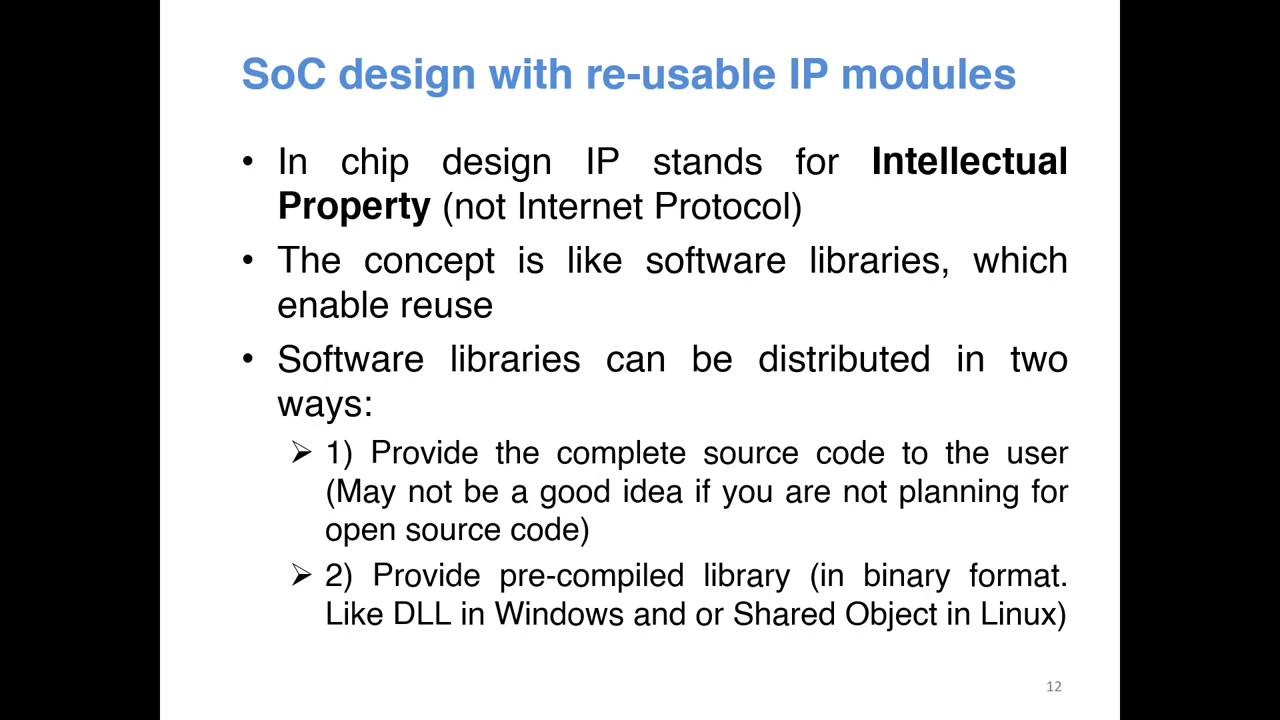 SoC design with re-usable IP modules
• In chip design IP stands for Intellectual
Property (not Internet Protocol)
• The concept is like software libraries, which
enable reuse
• Software libraries can be distributed in two
ways:
➢ 1) Provide the complete source code to the user
(May not be a good idea if you are not planning for
open source code)
➢ 2) Provide pre-compiled library (in binary format.
Like DLL in Windows and or Shared Object in Linux)
12